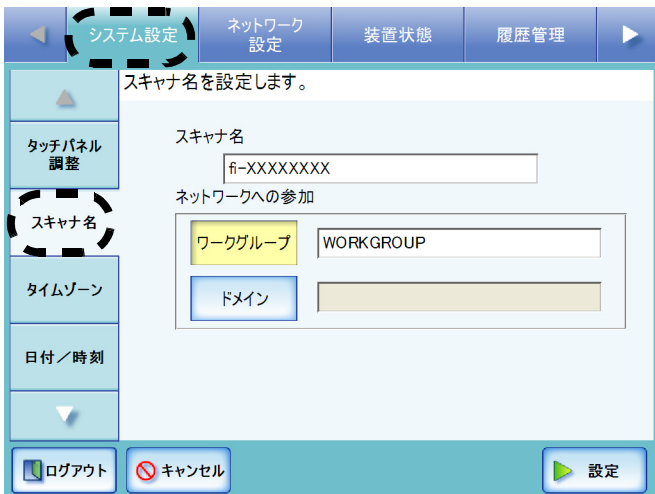 システム設定
ネットワーク
設定
装置状態
履歴管理
スキャナ名を設定します。
タッチパネル
調整
スキャナ名
タイムゾーン
日付／時刻
スキャナ名
fi-XXXXXXXX
ネットワークへの参加
ワークグループ
WORKGROUP
ドメイン
ログアウト
キャンセル
設定